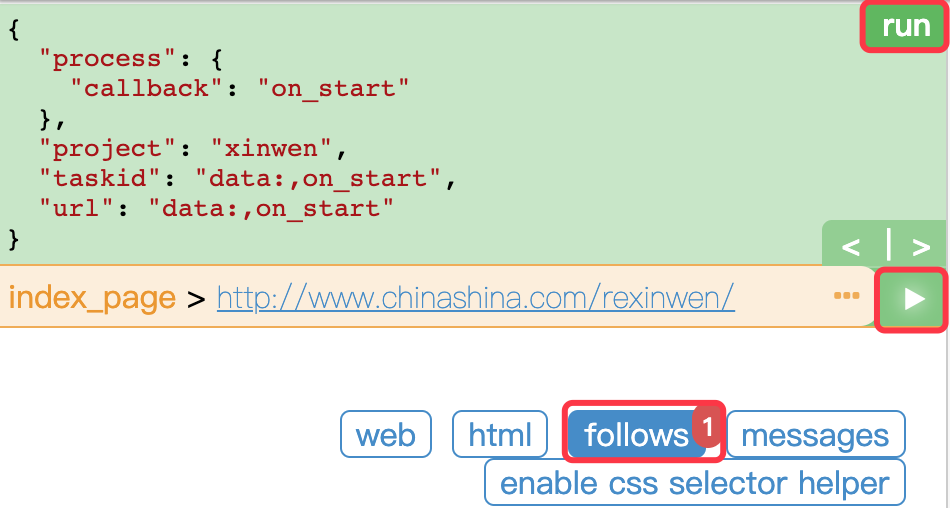 run
{
"process": {
"callback": "on_start"
},
"project": "xinwen",
"taskid": "data:,on_start",
"url": "data:,on_start"
}
< | >
index_page > http://www.chinashina.com/rexinwen/
web html follows 1 messages
enable css selector helper